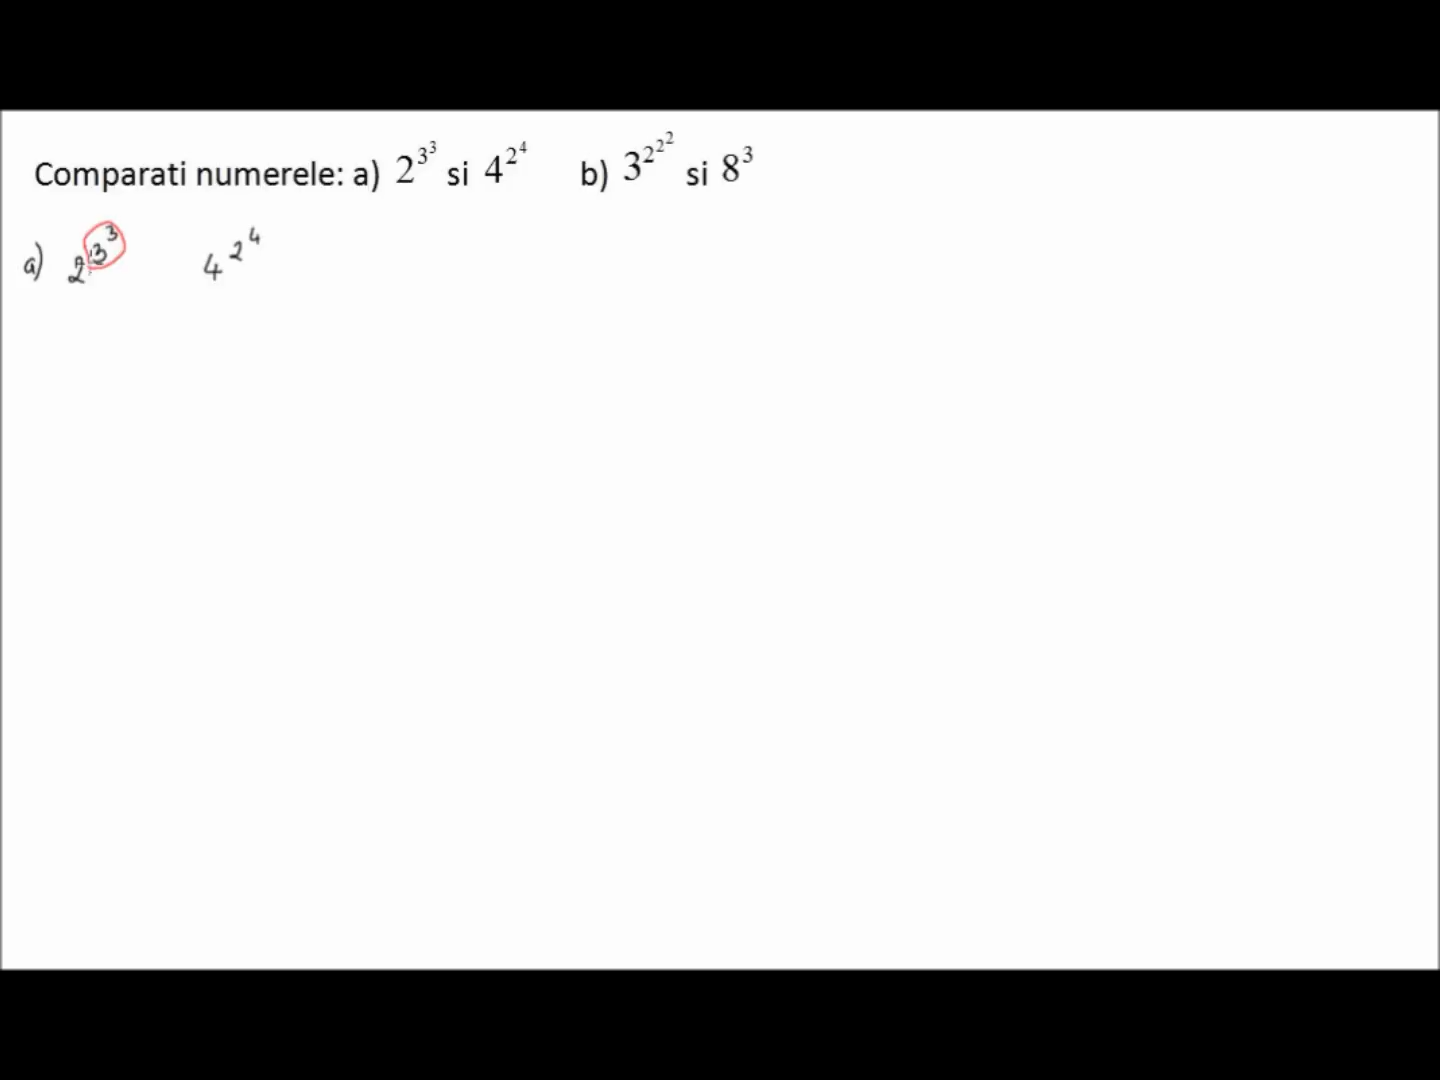 Comparati numerele: a) 2^{3^3} si 4^{2^4} b) 3^{2^{2^2}} si 8^3
a) 2^{3^3} 4^{2^4}